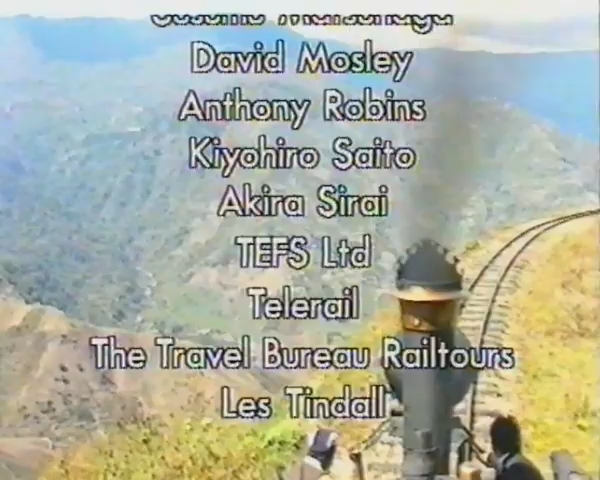 David Mosley
Anthony Robins
Kiyohiro Saito
Akira Sirai
TEFS Ltd
Telerail
The Travel Bureau Railtours
Les Tindall